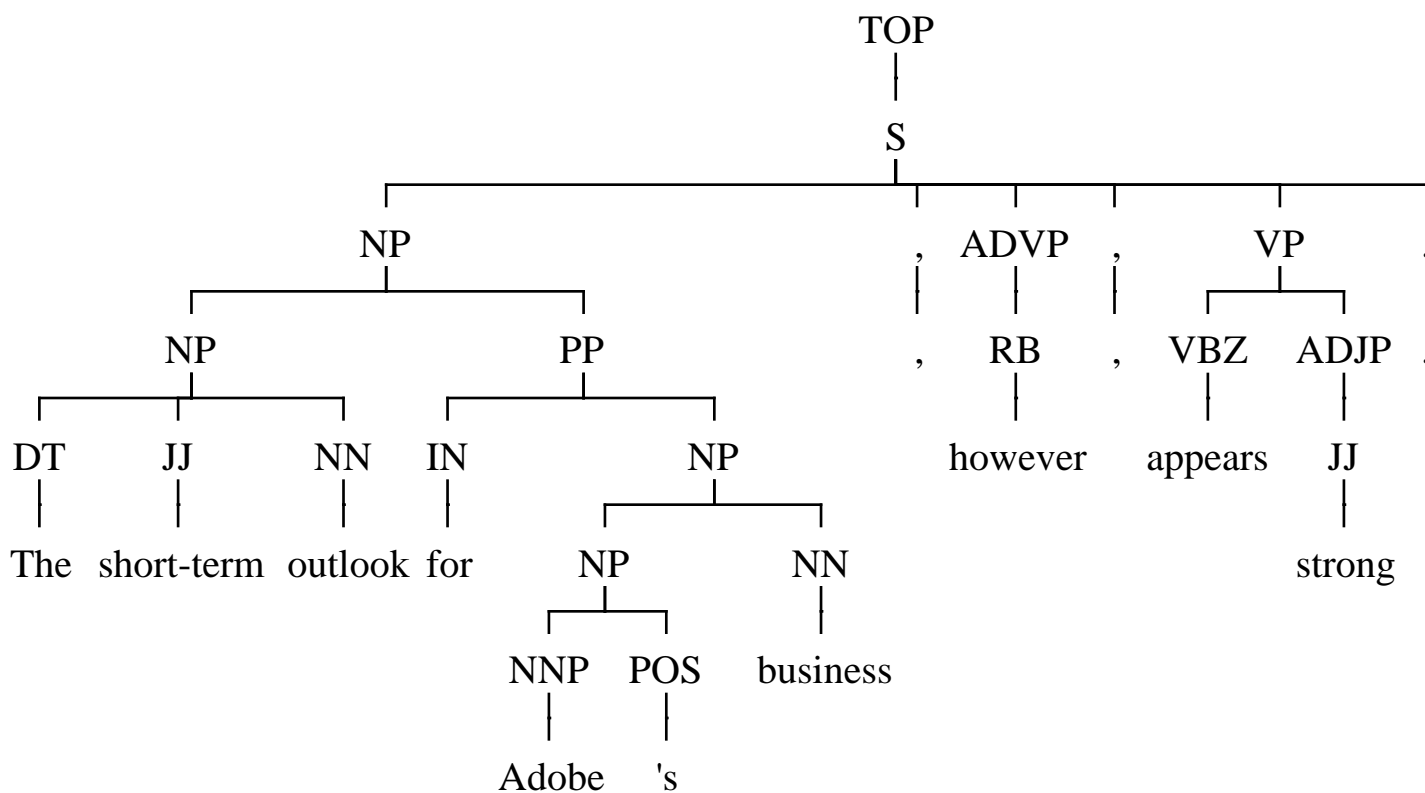 TOP
S
NP , ADVP , VP .
NP PP , RB , VBZ ADJP .
DT JJ NN IN NP however appears JJ
The short-term outlook for NP NN strong
NNP POS business
Adobe 's